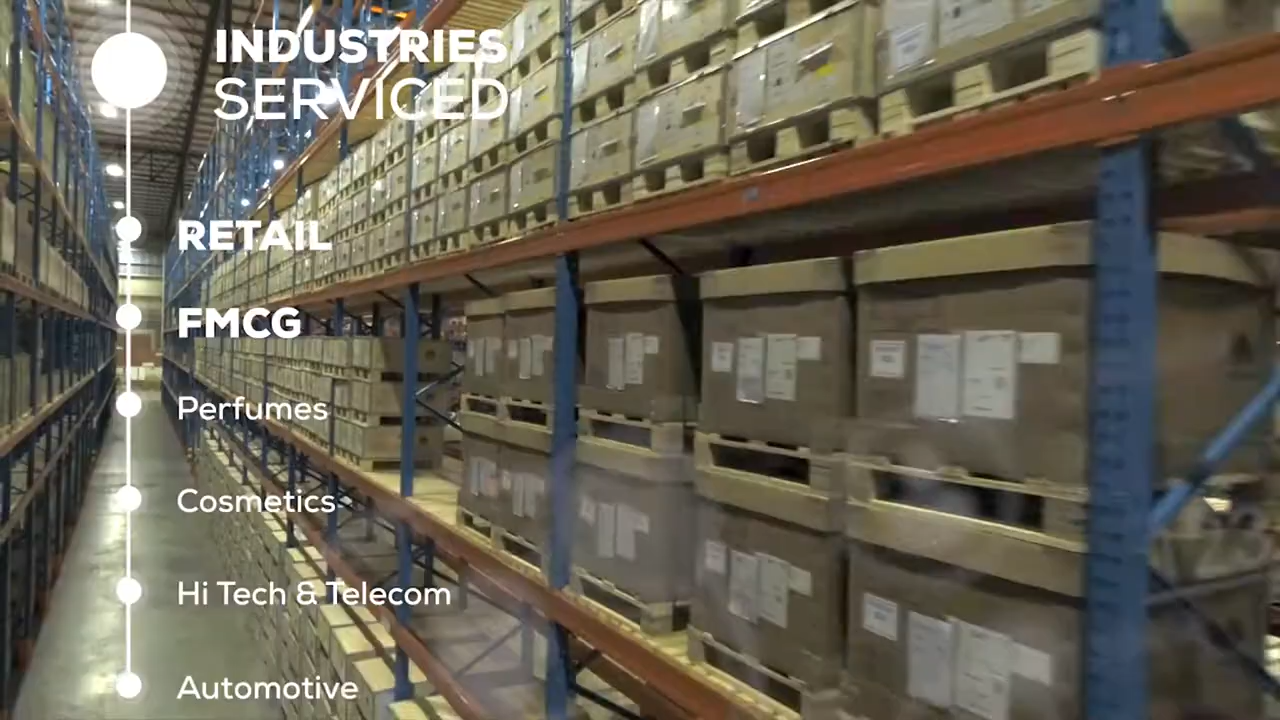 INDUSTRIES
SERVICED
RETAIL
FMCG
Perfumes
Cosmetics
Hi Tech & Telecom
Automotive